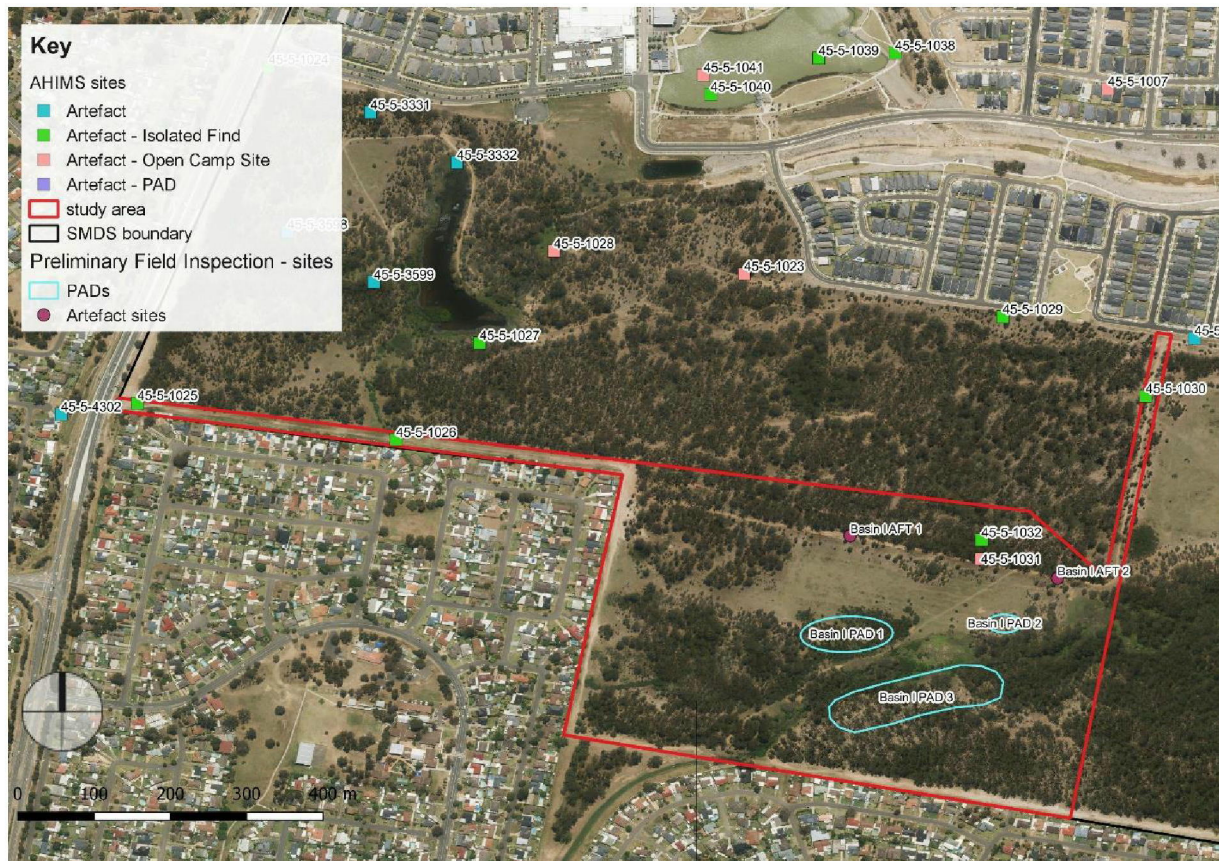 Key
AHIMS sites
Artefact
Artefact - Isolated Find
Artefact - Open Camp Site
Artefact - PAD
study area
SMDS boundary
Preliminary Field Inspection - sites
PADs
Artefact sites
45-5-1024
45-5-3331
45-5-3332
45-5-1041
45-5-1040
45-5-1039
45-5-1038
45-5-1007
45-5-1028
45-5-1023
45-5-3599
45-5-1029
45-5-1027
45-5-1030
45-5-1025
45-5-4302
45-5-1026
Basin I AFT 1
45-5-1032
45-5-1031
Basin I AFT 2
Basin I PAD 1
Basin I PAD 2
Basin I PAD 3
0 100 200 300 400 m